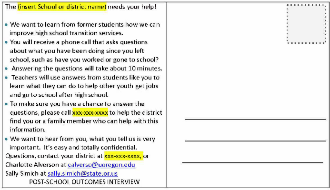 The (insert School or district name) needs your help!
• We want to learn from former students how we can
improve high school transition services.
• You will receive a phone call that asks questions
about what you have been doing since you left
school, such as have you worked or gone to school?
• Answering the questions will take about 10 minutes.
• Teachers will use answers from students like you to
learn what they can do to help other youth get jobs
and go to school after high school.
• To make sure you have a chance to answer the
questions, please call xxx-xxx-xxxx) to help the district
find you or a family member who can help with this
information.
• We want to hear from you, what you tell us is very
important. It's easy and totally confidential.
Questions, contact your district at xxx-xxx-xxxx, or
Charlotte Alverson at calverso@uoregon.edu
Sally Simich at sally.simich@state.or.us
POST-SCHOOL OUTCOMES INTERVIEW